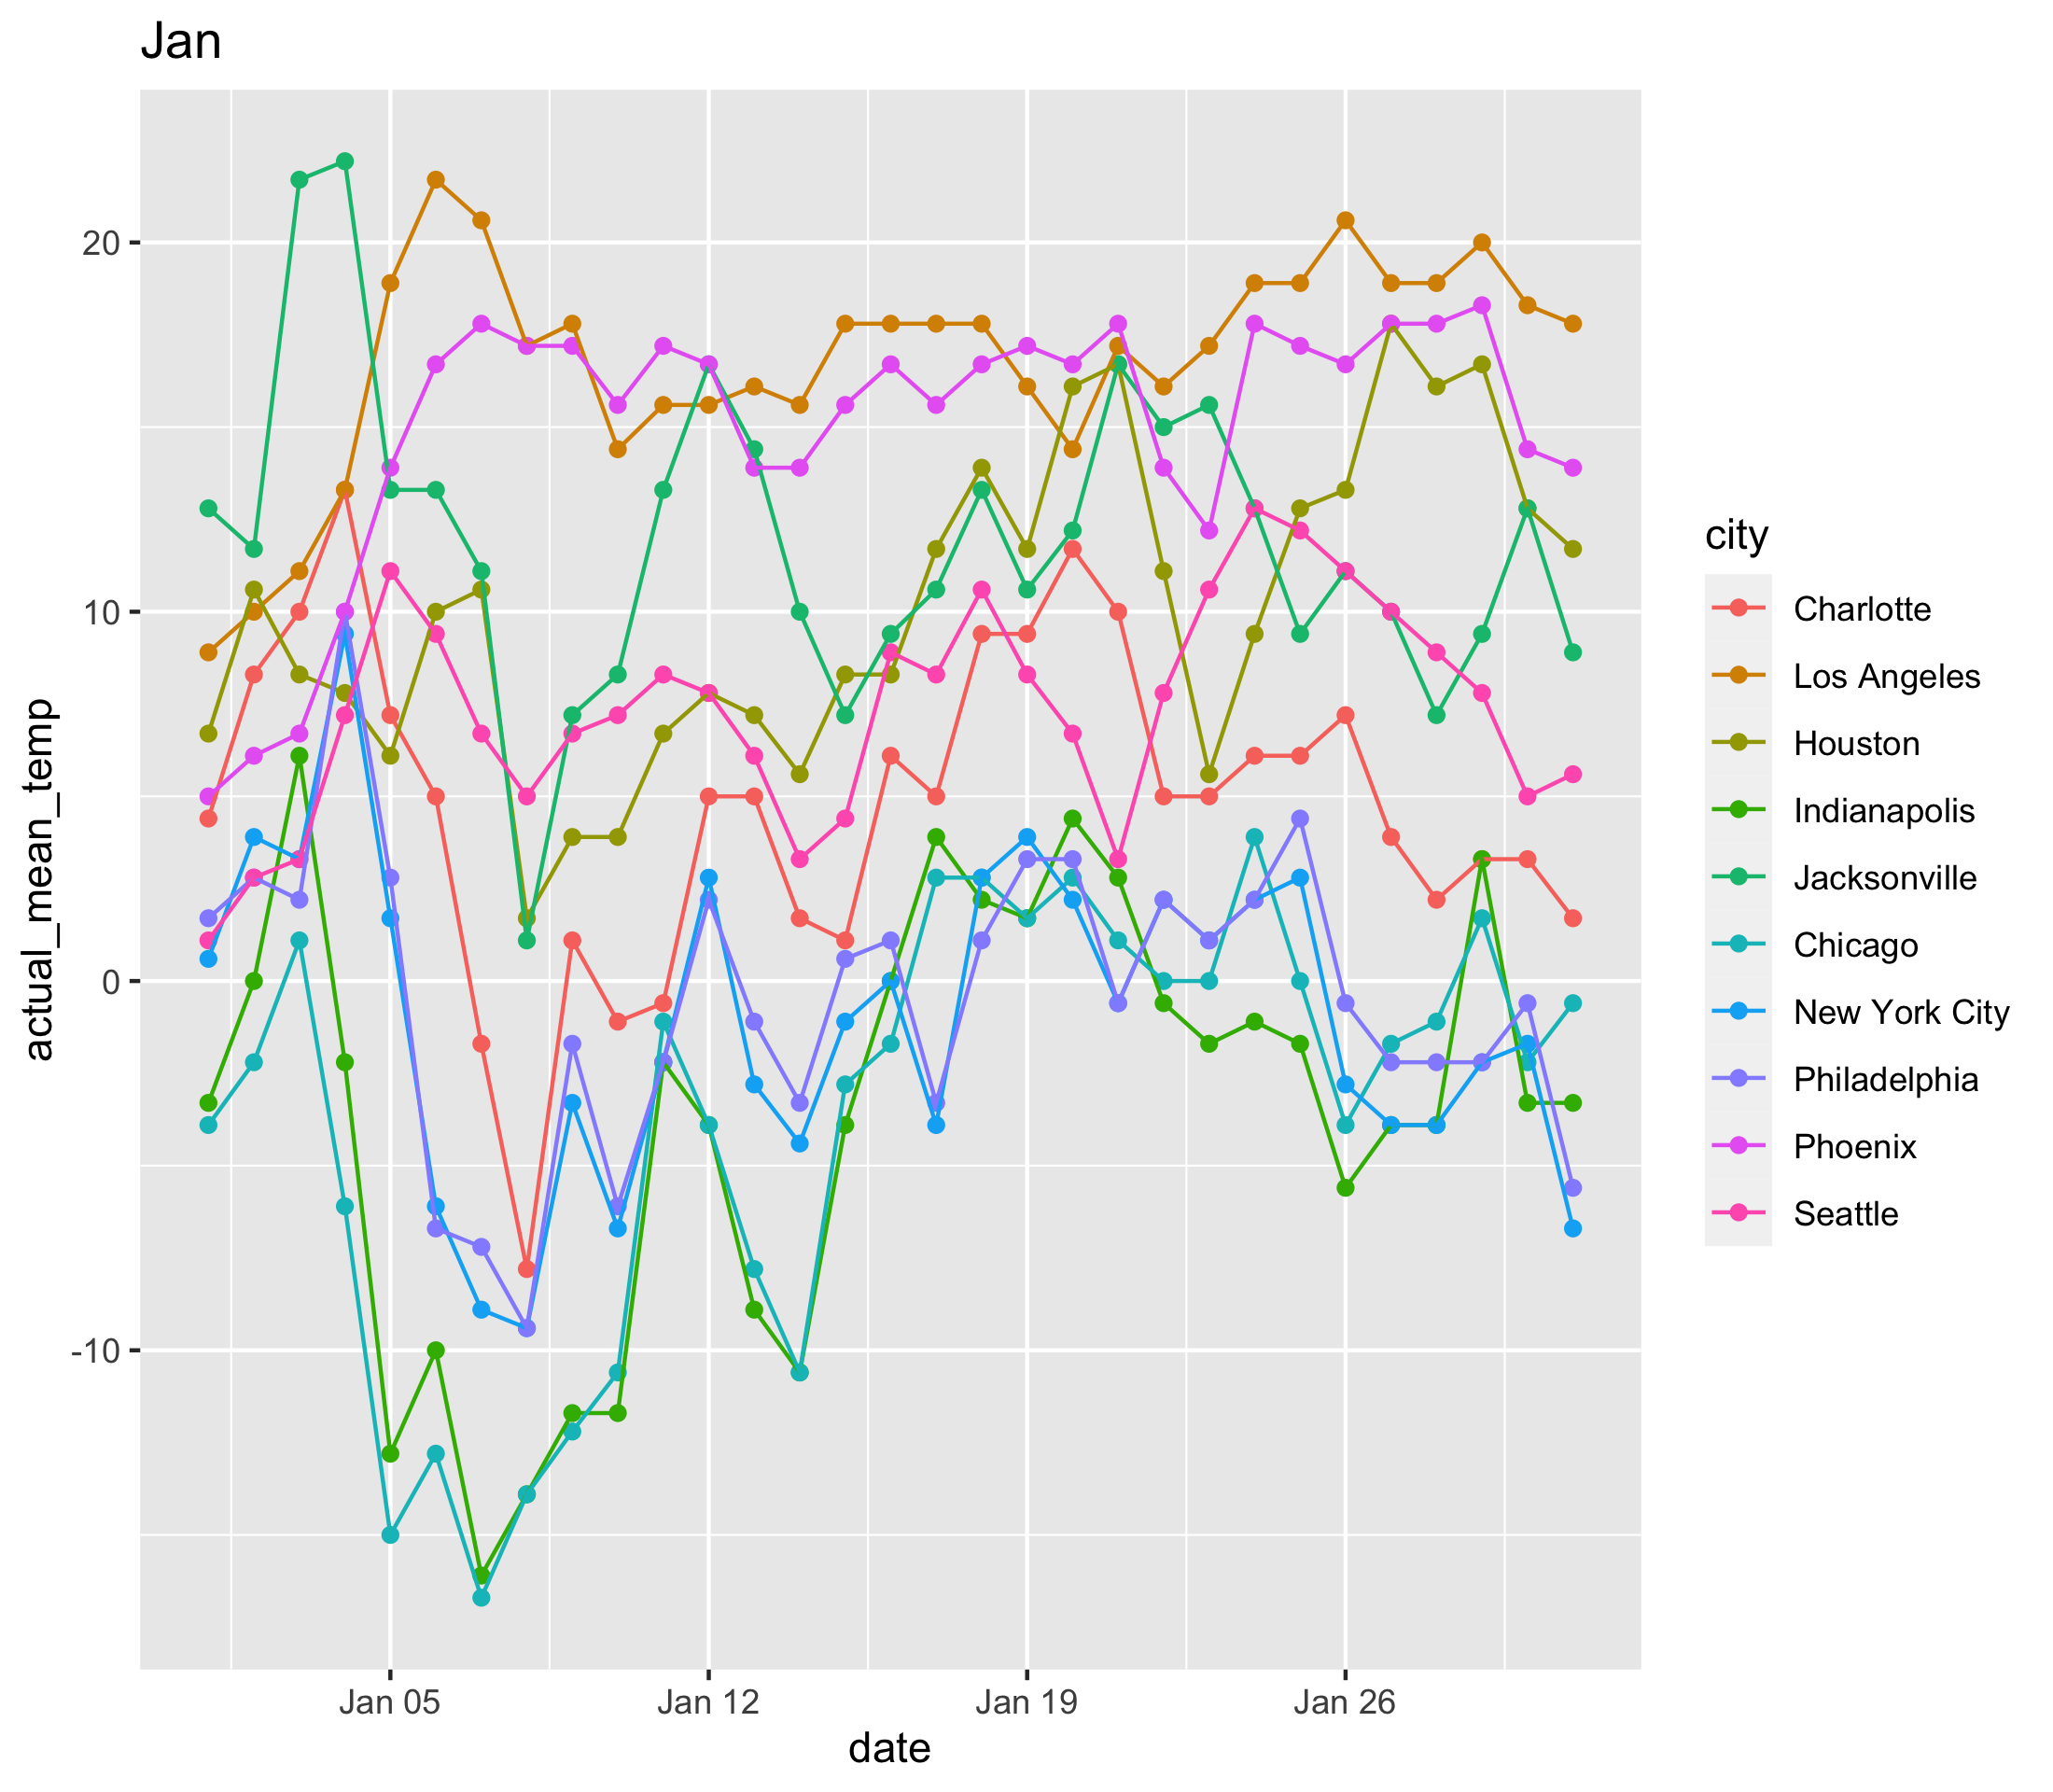 Jan
actual_mean_temp
20
10
0
-10
Jan 05
Jan 12
Jan 19
Jan 26
date
city
Charlotte
Los Angeles
Houston
Indianapolis
Jacksonville
Chicago
New York City
Philadelphia
Phoenix
Seattle